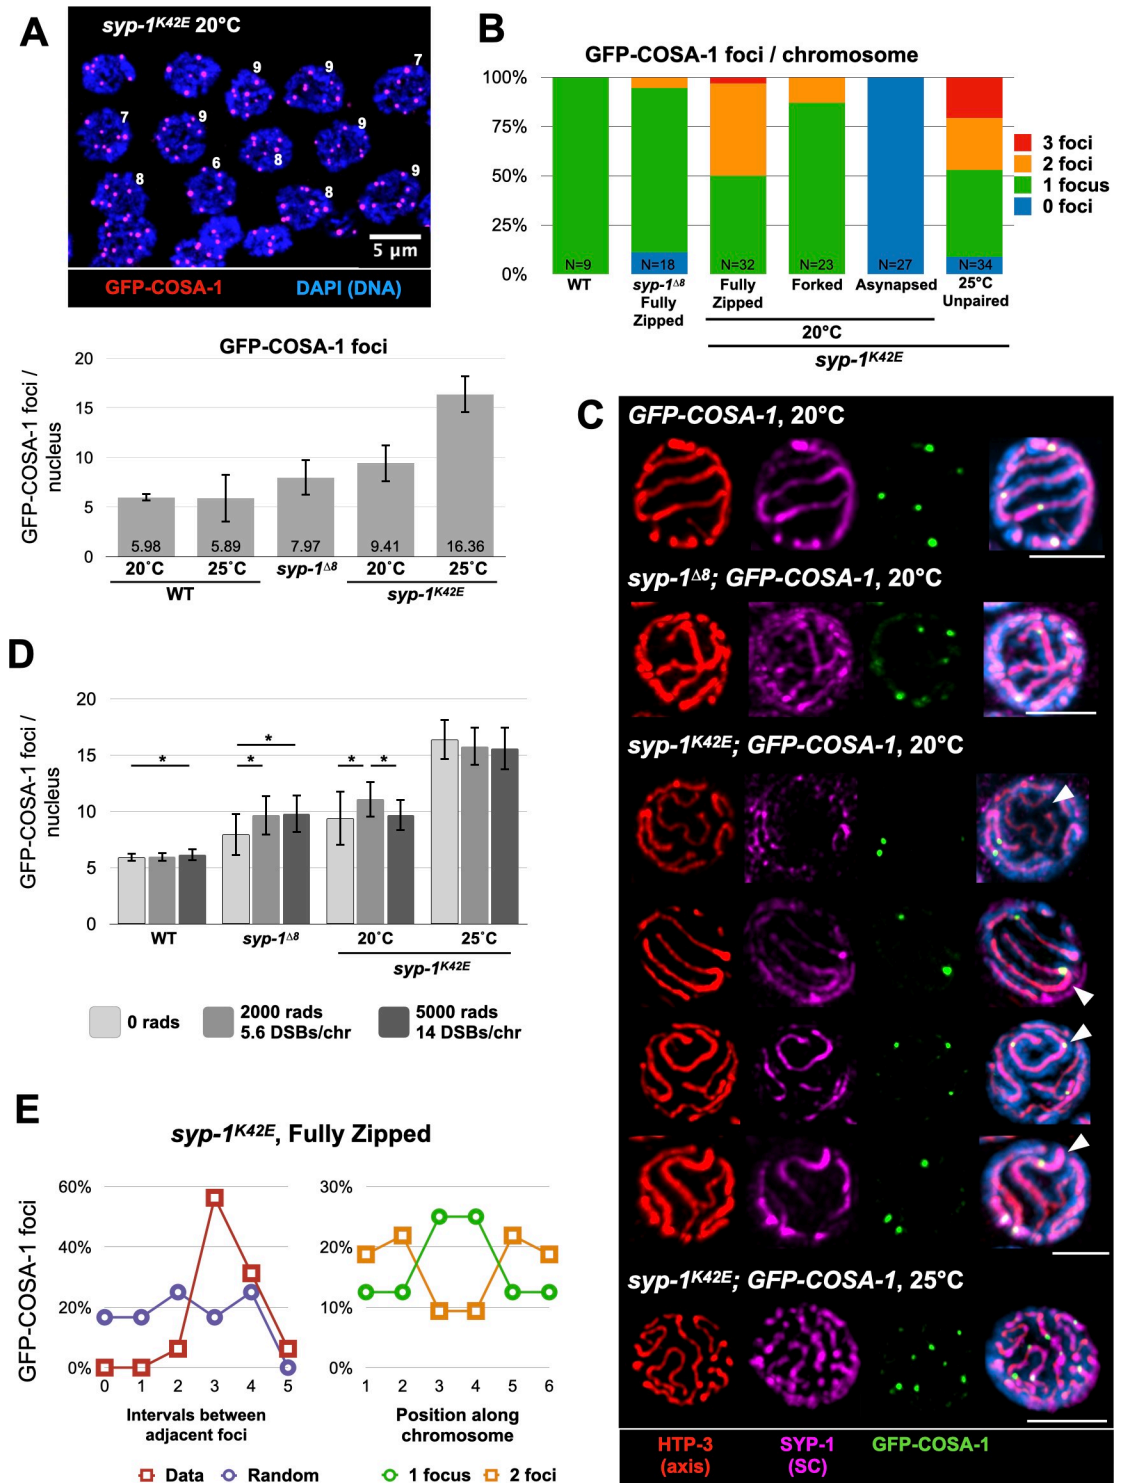 A
syp-1K42E 20°C
9
9
7
7
9
9
8
6
8
8
9
5 µm
GFP-COSA-1 DAPI (DNA)
GFP-COSA-1 foci
GFP-COSA-1 foci /
nucleus
20
15
10
5
0
5.98 5.89 7.97 9.41 16.36
20°C 25°C syp-1Δ8 20°C 25°C
WT syp-1K42E
B
GFP-COSA-1 foci / chromosome
100%
75%
50%
25%
0%
N=9 N=18 N=32 N=23 N=27 N=34
WT
syp-1Δ8
Fully
Zipped
Fully
Zipped
Forked
Asynapsed
25°C
Unpaired
20°C
syp-1K42E
3 foci
2 foci
1 focus
0 foci
C
GFP-COSA-1, 20°C
syp-1Δ8; GFP-COSA-1, 20°C
syp-1K42E; GFP-COSA-1, 20°C
syp-1K42E; GFP-COSA-1, 25°C
HTP-3
(axis)
SYP-1
(SC)
GFP-COSA-1
D
GFP-COSA-1 foci /
nucleus
20
15
10
5
0
* * * * *
WT syp-1Δ8 20°C 25°C
syp-1K42E
0 rads
2000 rads
5.6 DSBs/chr
5000 rads
14 DSBs/chr
E
syp-1K42E, Fully Zipped
GFP-COSA-1 foci
60%
40%
20%
0%
0 1 2 3 4 5
Intervals between
adjacent foci
Data Random
30%
20%
10%
0%
1 2 3 4 5 6
Position along
chromosome
1 focus 2 foci